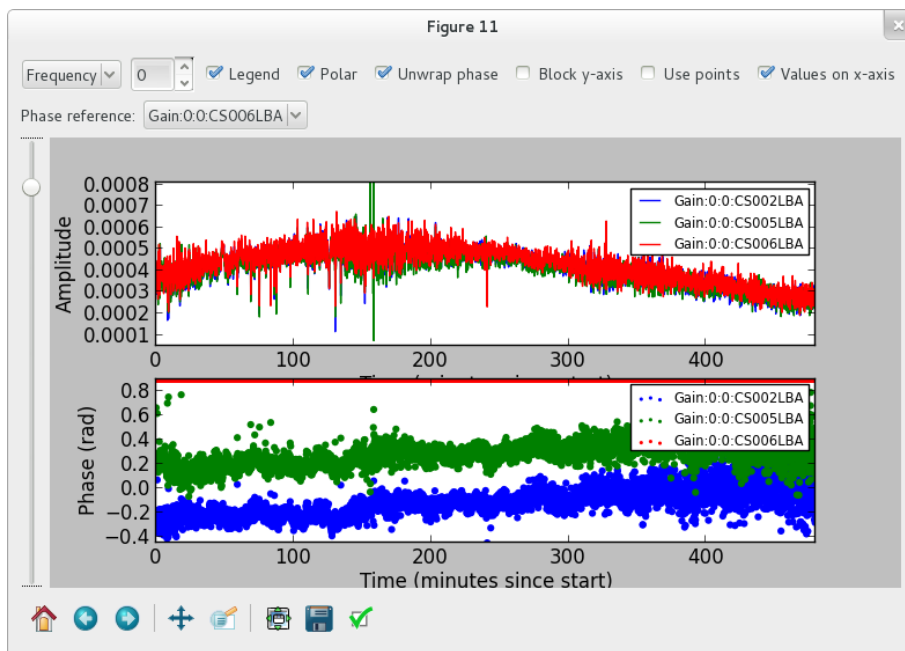 Figure 11
Frequency 0 Legend Polar Unwrap phase Block y-axis Use points Values on x-axis
Phase reference: Gain:0:0:CS006LBA
0.0008
0.0007
0.0006
0.0005
0.0004
0.0003
0.0002
0.0001
Amplitude
Gain:0:0:CS002LBA
Gain:0:0:CS005LBA
Gain:0:0:CS006LBA
0 100 200 300 400
Time (minutes since start)
0.8
0.6
0.4
0.2
0.0
−0.2
−0.4
Phase (rad)
Gain:0:0:CS002LBA
Gain:0:0:CS005LBA
Gain:0:0:CS006LBA
0 100 200 300 400
Time (minutes since start)